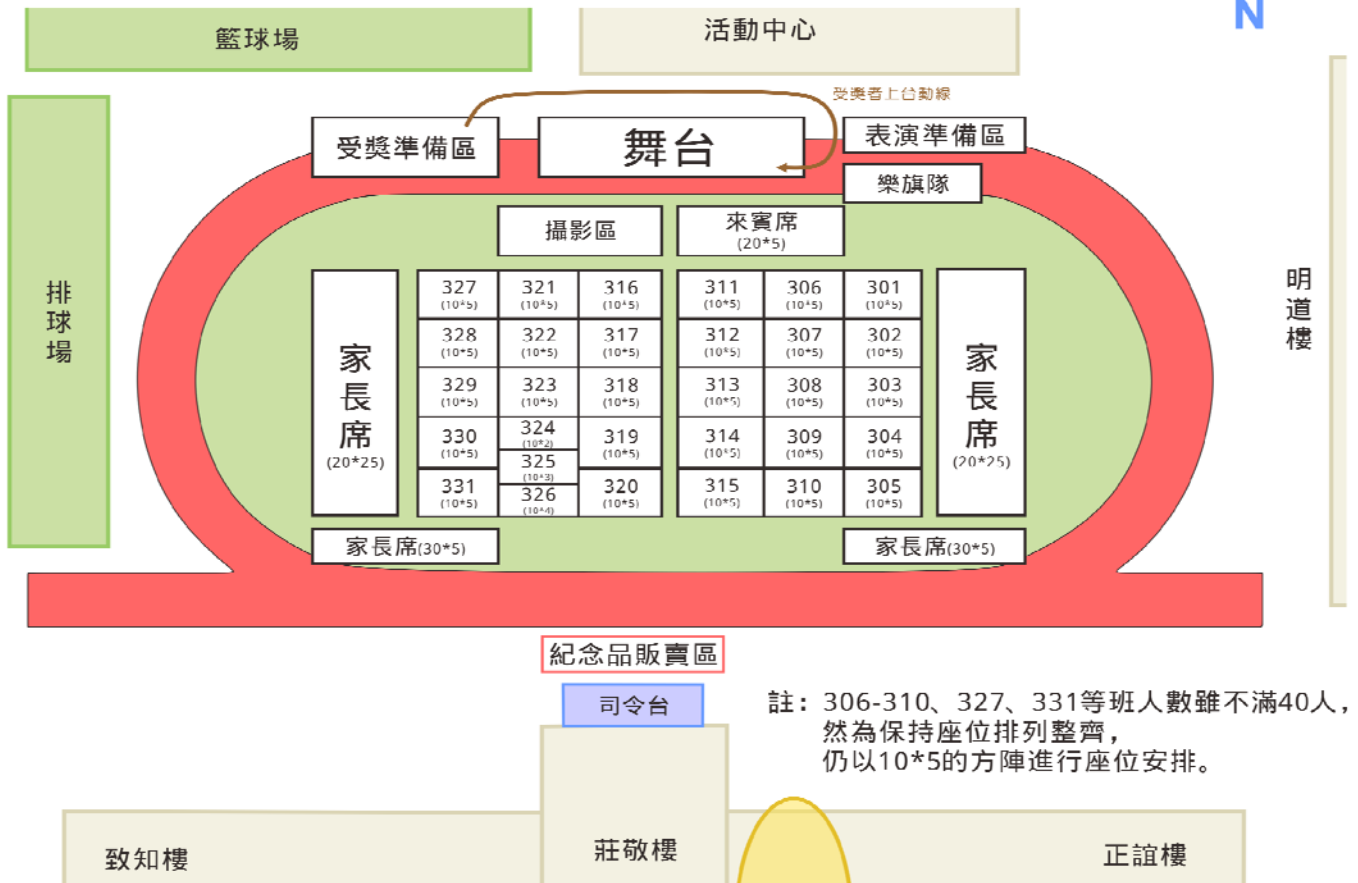 N
籃球場
活動中心
受獎者上台動線
受獎準備區
舞台
表演準備區
樂旗隊
攝影區
來賓席
(20*5)
排
球
場
明
道
樓
家
長
席
(20*25)
327
(10*5)
321
(10*5)
316
(10*5)
311
(10*5)
306
(10*5)
301
(10*5)
328
(10*5)
322
(10*5)
317
(10*5)
312
(10*5)
307
(10*5)
302
(10*5)
329
(10*5)
323
(10*5)
318
(10*5)
313
(10*5)
308
(10*5)
303
(10*5)
330
(10*5)
324
(10*2)
325
(10*3)
326
(10*4)
319
(10*5)
314
(10*5)
309
(10*5)
304
(10*5)
331
(10*5)
320
(10*5)
315
(10*5)
310
(10*5)
305
(10*5)
家
長
席
(20*25)
家長席(30*5)
家長席(30*5)
紀念品販賣區
司令台
註：306-310、327、331等班人數雖不滿40人，
然為保持座位排列整齊，
仍以10*5的方陣進行座位安排。
致知樓
莊敬樓
正誼樓